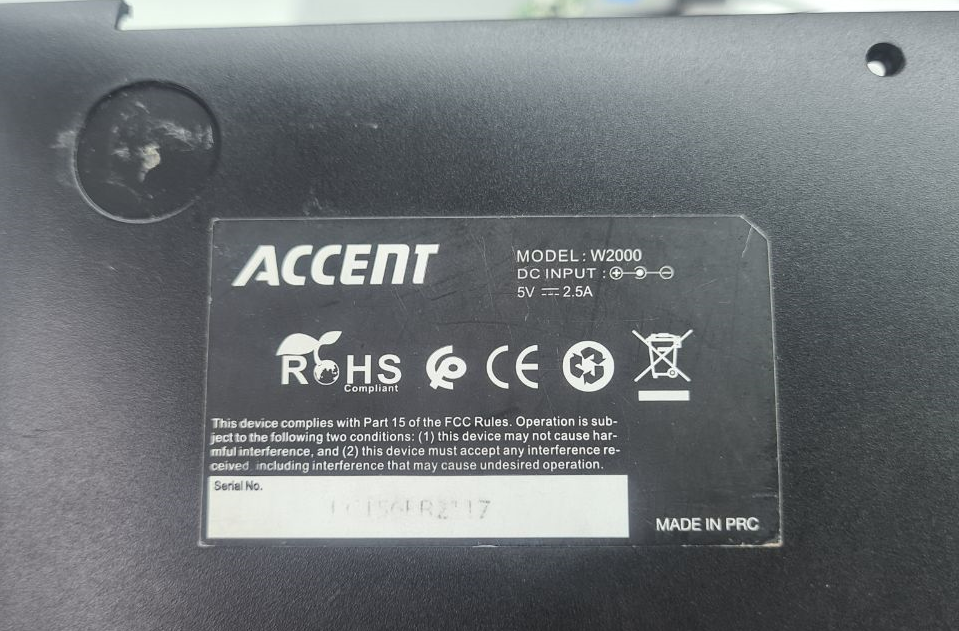 ACCENT
MODEL: W2000
DC INPUT :
5V 2.5A
ROHS
Compliant
CE
This device complies with Part 15 of the FCC Rules. Operation is sub-
ject to the following two conditions: (1) this device may not cause har-
mful interference, and (2) this device must accept any interference re-
ceived, including interference that may cause undesired operation.
Serial No.
MADE IN PRC